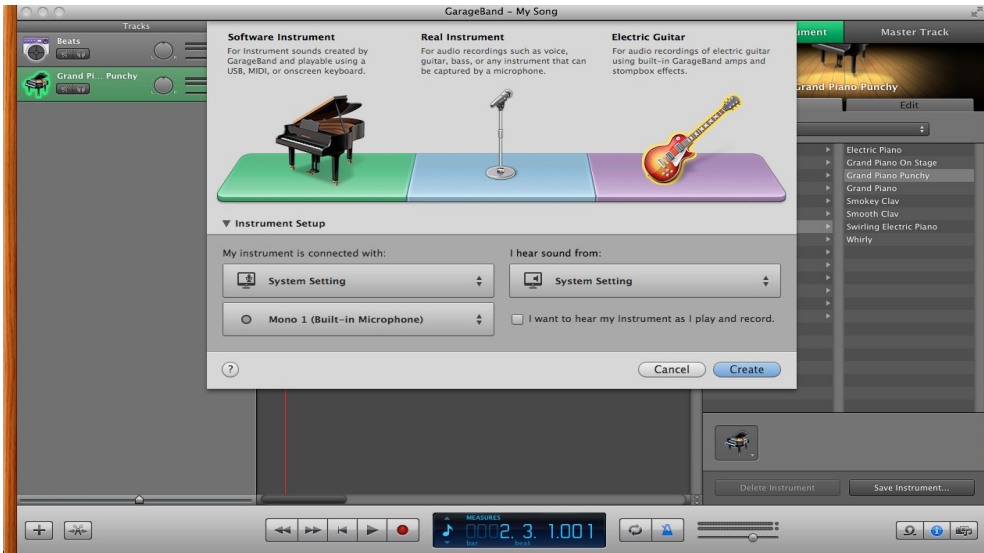 GarageBand – My Song
Tracks
Beats
Grand Pi... Punchy
Software Instrument
For Instrument sounds created by
GarageBand and playable using a
USB, MIDI, or onscreen keyboard.
Real Instrument
For audio recordings such as voice,
guitar, bass, or any instrument that can
be captured by a microphone.
Electric Guitar
For audio recordings of electric guitar
using built-in GarageBand amps and
stompbox effects.
Instrument Setup
My instrument is connected with:
System Setting
Mono 1 (Built-in Microphone)
I hear sound from:
System Setting
I want to hear my Instrument as I play and record.
?
Cancel
Create
ument
Master Track
Grand Piano Punchy
Edit
Electric Piano
Grand Piano On Stage
Grand Piano Punchy
Grand Piano
Smokey Clav
Smooth Clav
Swirling Electric Piano
Whirly
Delete Instrument
Save Instrument...
MEASURES
0002. 3. 1.001
bar
beat